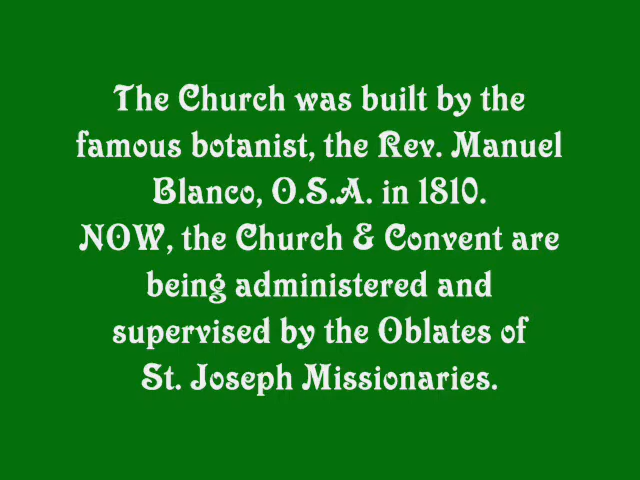 The Church was built by the
famous botanist, the Rev. Manuel
Blanco, O.S.A. in 1810.
NOW, the Church & Convent are
being administered and
supervised by the Oblates of
St. Joseph Missionaries.